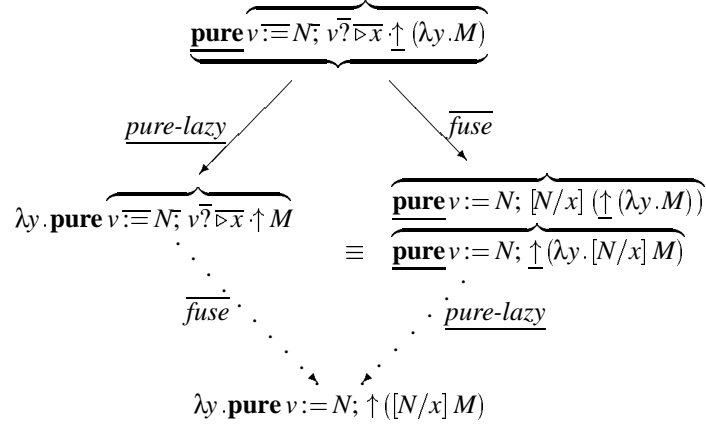 pure v := N; v? ▷ x · ↑ (λy.M)
pure-lazy
fuse
λy.pure v := N; v? ▷ x · ↑ M
≡
pure v := N; [N/x] (↑ (λy.M))
pure v := N; ↑ (λy.[N/x] M)
fuse
pure-lazy
λy.pure v := N; ↑ ([N/x] M)